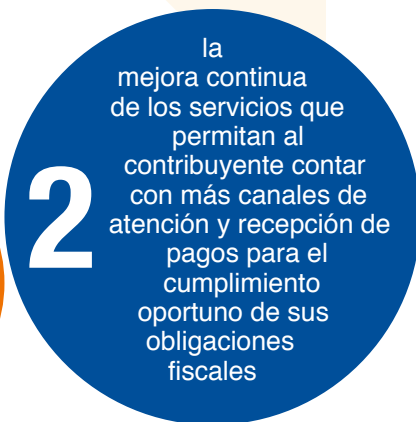 2
la
mejora continua
de los servicios que
permitan al
contribuyente contar
con más canales de
atención y recepción de
pagos para el
cumplimiento
oportuno de sus
obligaciones
fiscales